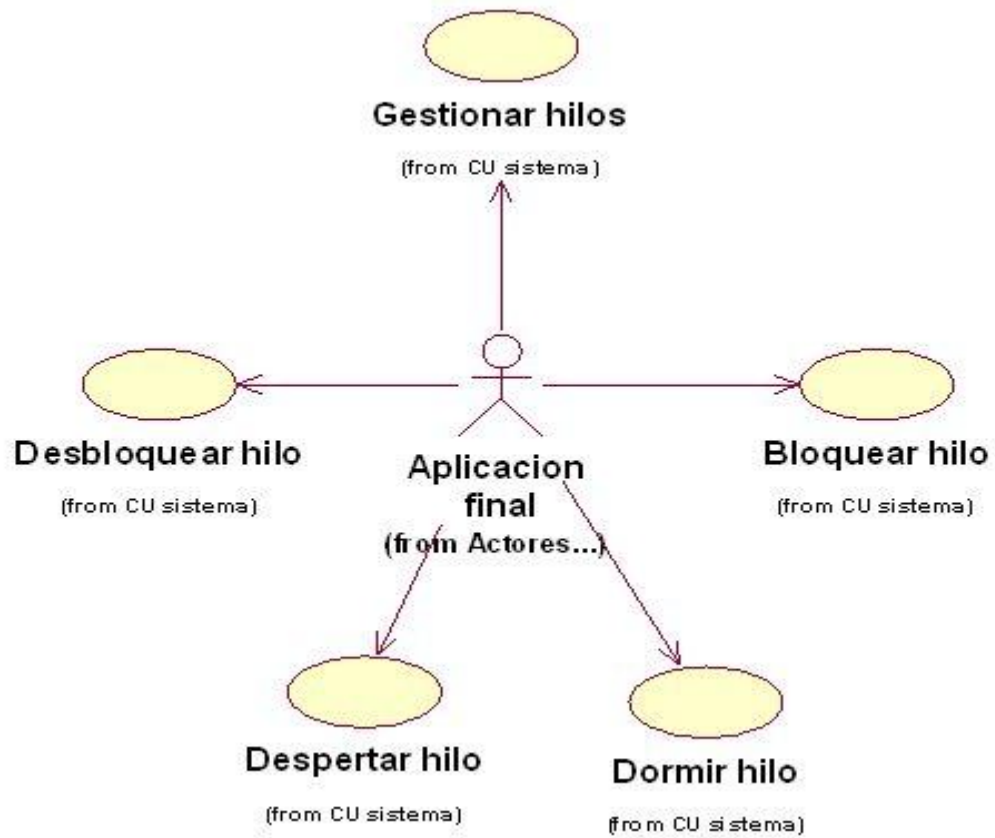 Gestionar hilos
(from CU sistema)
Desbloquear hilo
(from CU sistema)
Aplicacion
final
(from Actores...)
Bloquear hilo
(from CU sistema)
Despertar hilo
(from CU sistema)
Dormir hilo
(from CU sistema)